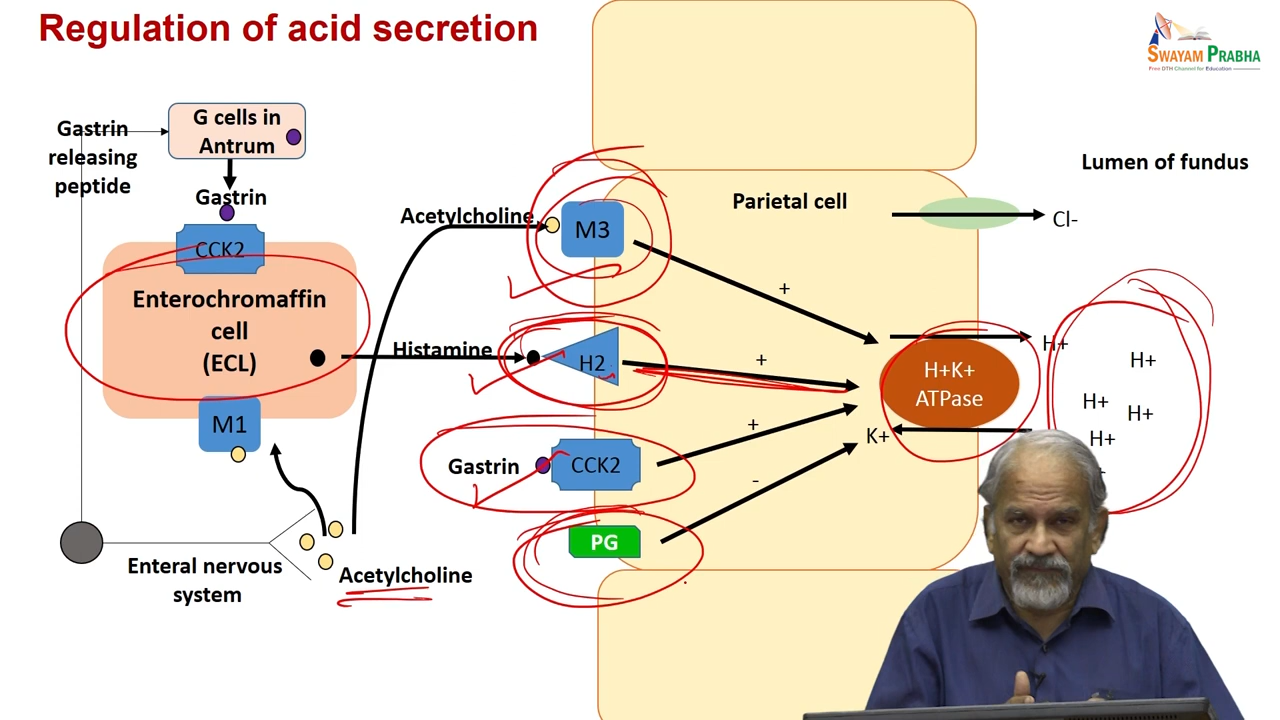 Regulation of acid secretion
SWAYAM PRABHA
Free DTH Channel for Education
Gastrin
releasing
peptide
G cells in
Antrum
Gastrin
CCK2
Enterochromaffin
cell
(ECL)
M1
Enteral nervous
system
Acetylcholine
Acetylcholine
Histamine
Gastrin
M3
H2
CCK2
PG
Parietal cell
+
+
+
-
H+K+
ATPase
K+
Cl-
H+
Lumen of fundus
H+
H+
H+
H+